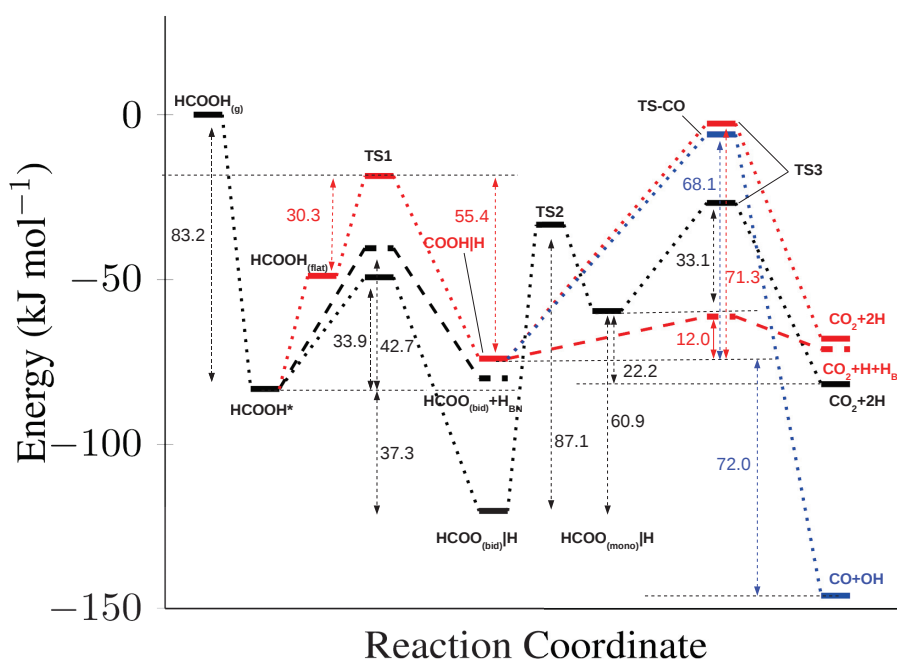 HCOOH(g)
0
TS-CO
TS1
TS3
68.1
30.3
55.4
TS2
83.2
COOH|H
HCOOH(flat)
−50
33.1
71.3
33.9
42.7
12.0
CO2+2H
22.2
CO2+H+HB
HCOOH*
HCOO(bid)+HBN
CO2+2H
60.9
−100
37.3
87.1
72.0
HCOO(bid)|H
HCOO(mono)|H
CO+OH
−150
Energy (kJ mol−1)
Reaction Coordinate